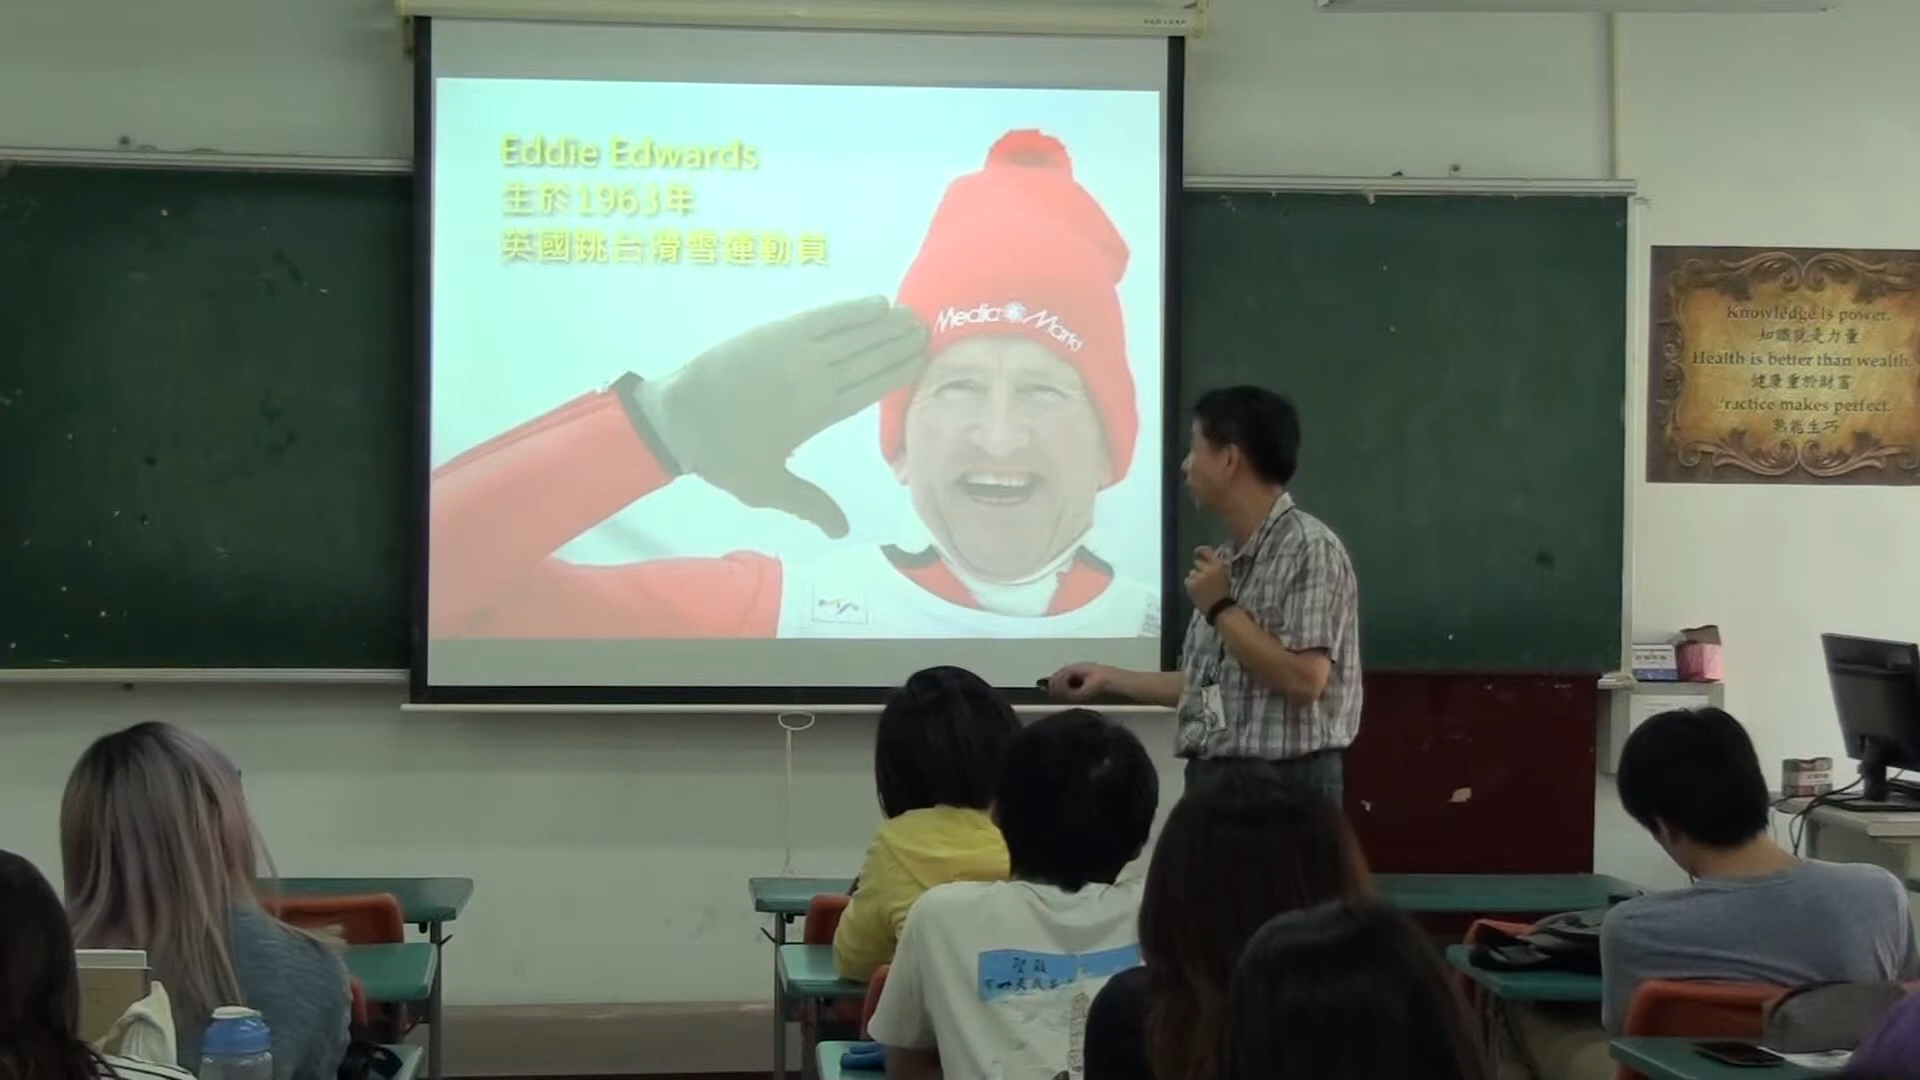 Eddie Edwards
生於1963年
英國跳台滑雪運動員
Media Markt
Knowledge is power.
知識就是力量
Health is better than wealth.
健康重於財富
ractice makes perfect.
熟能生巧